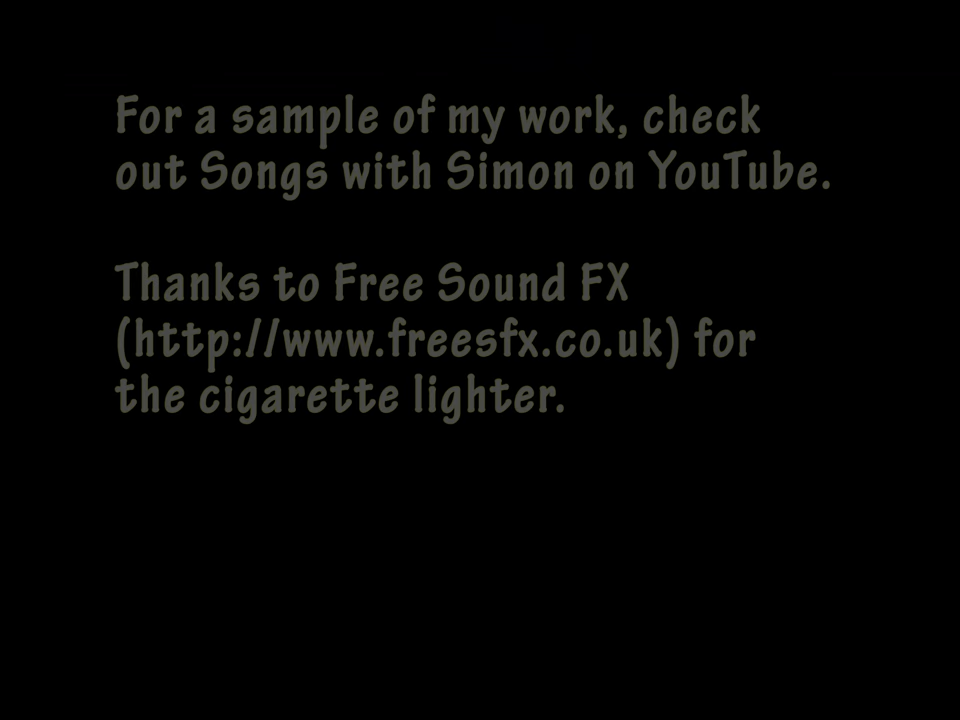 For a sample of my work, check
out Songs with Simon on YouTube.
Thanks to Free Sound FX
(http://www.freesfx.co.uk) for
the cigarette lighter.